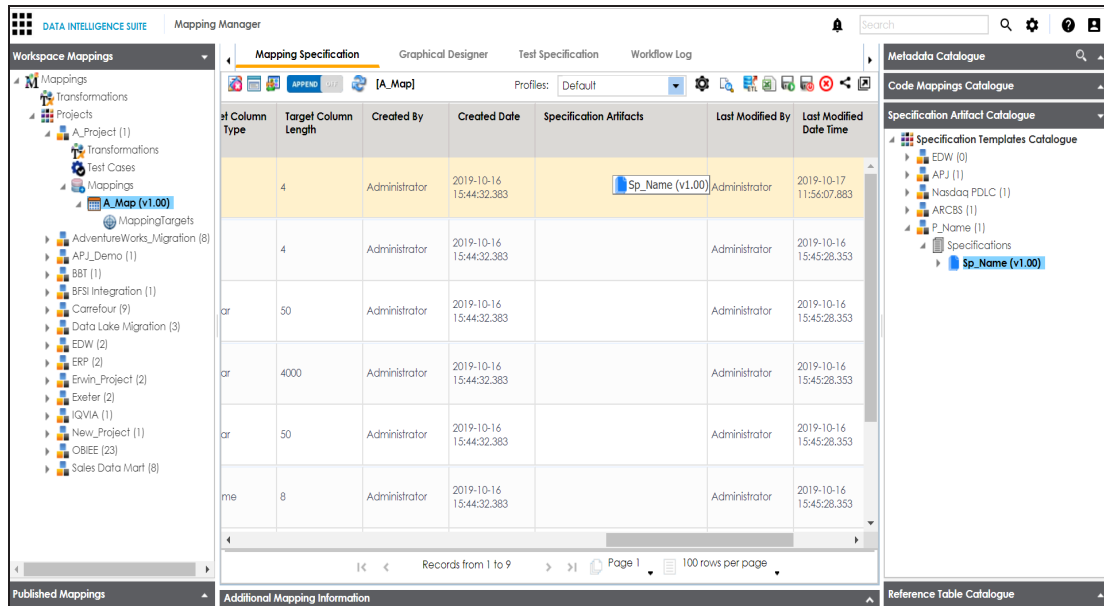 DATA INTELLIGENCE SUITE Mapping Manager Search
Workspace Mappings
Mappings
Transformations
Projects
A_Project (1)
Transformations
Test Cases
Mappings
A_Map (v1.00)
MappingTargets
AdventureWorks_Migration (8)
APJ_Demo (1)
BBT (1)
BFSI Integration (1)
Carrefour (9)
Data Lake Migration (3)
EDW (2)
ERP (2)
Erwin_Project (2)
Exeter (2)
IQVIA (1)
New_Project (1)
OBIEE (23)
Sales Data Mart (8)
Published Mappings
Mapping Specification Graphical Designer Test Specification Workflow Log
APPEND [A_Map] Profiles: Default
et Column Target Column Created By Created Date Specification Artifacts Last Modified By Last Modified
Type Length Date Time
4 Administrator 2019-10-16 15:44:32.383 Sp_Name (v1.00) Administrator 2019-10-17 11:56:07.883
4 Administrator 2019-10-16 15:44:32.383 Administrator 2019-10-16 15:45:28.353
ar 50 Administrator 2019-10-16 15:44:32.383 Administrator 2019-10-16 15:45:28.353
ar 4000 Administrator 2019-10-16 15:44:32.383 Administrator 2019-10-16 15:45:28.353
ar 50 Administrator 2019-10-16 15:44:32.383 Administrator 2019-10-16 15:45:28.353
me 8 Administrator 2019-10-16 15:44:32.383 Administrator 2019-10-16 15:45:28.353
Records from 1 to 9 Page 1 100 rows per page
Additional Mapping Information
Metadata Catalogue
Code Mappings Catalogue
Specification Artifact Catalogue
Specification Templates Catalogue
EDW (0)
APJ (1)
Nasdaq PDLC (1)
ARCBS (1)
P_Name (1)
Specifications
Sp_Name (v1.00)
Reference Table Catalogue